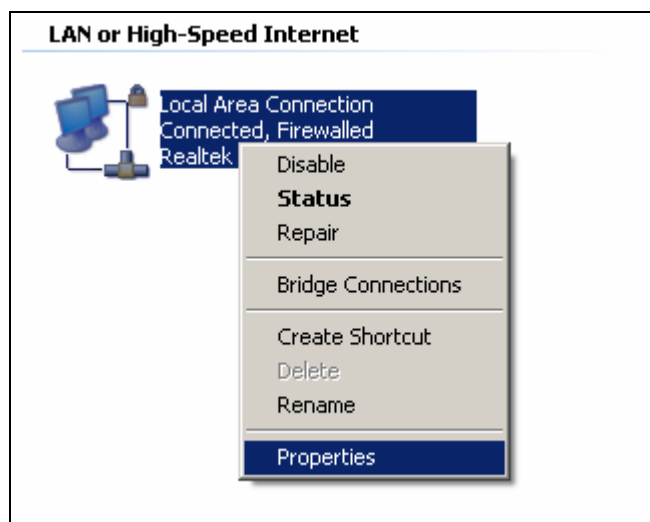 LAN or High-Speed Internet
Local Area Connection
Connected, Firewalled
Realtek
Disable
Status
Repair
Bridge Connections
Create Shortcut
Delete
Rename
Properties